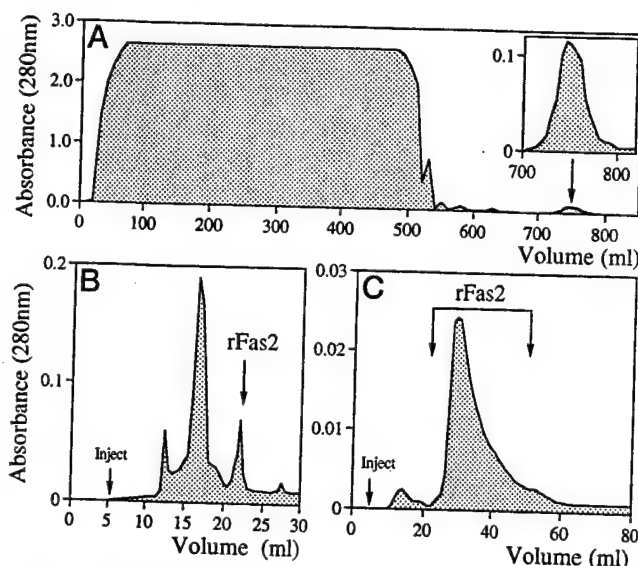 A
Absorbance (280nm)
3.0
2.0
1.0
0.0
0 100 200 300 400 500 600 700 800
Volume (ml)
0.1
0
700 800
B
Absorbance (280nm)
0.2
0.1
0
Inject
rFas2
0 5 10 15 20 25 30
Volume (ml)
C
0.03
0.02
0.01
0
Inject
rFas2
0 20 40 60 80
Volume (ml)